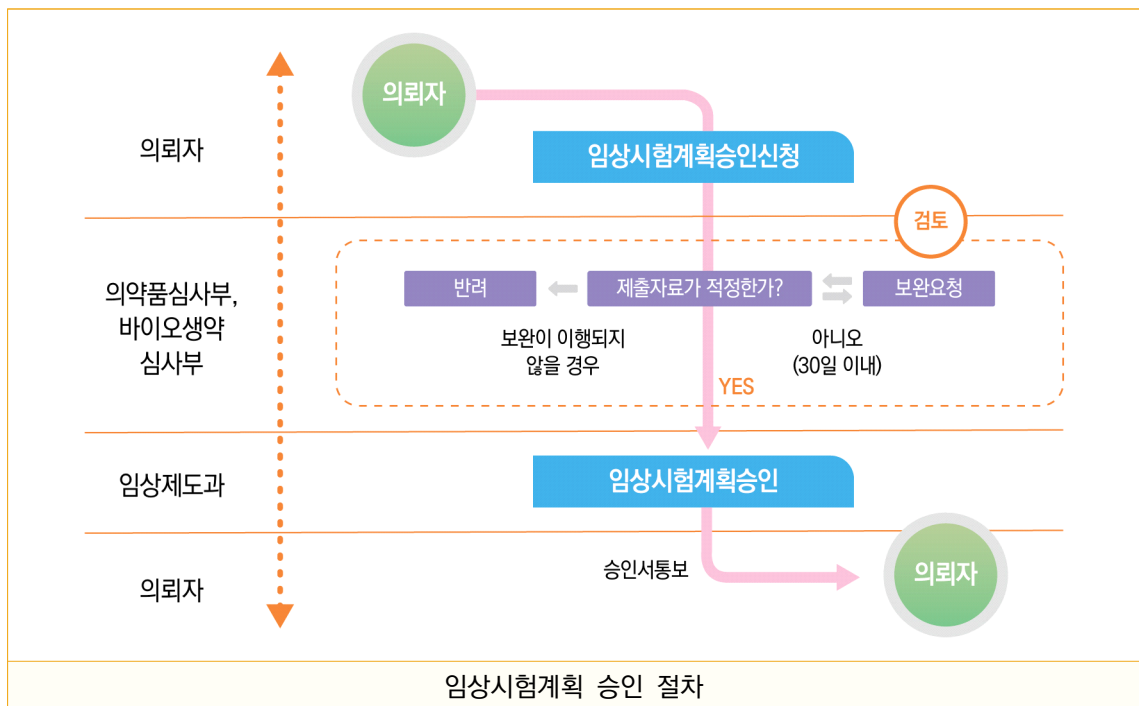 의뢰자
의뢰자
임상시험계획승인신청
검토
의약품심사부,
바이오생약
심사부
반려
제출자료가 적정한가?
보완요청
보완이 이행되지
않을 경우
아니오
(30일 이내)
YES
임상제도과
임상시험계획승인
의뢰자
승인서통보
의뢰자
임상시험계획 승인 절차